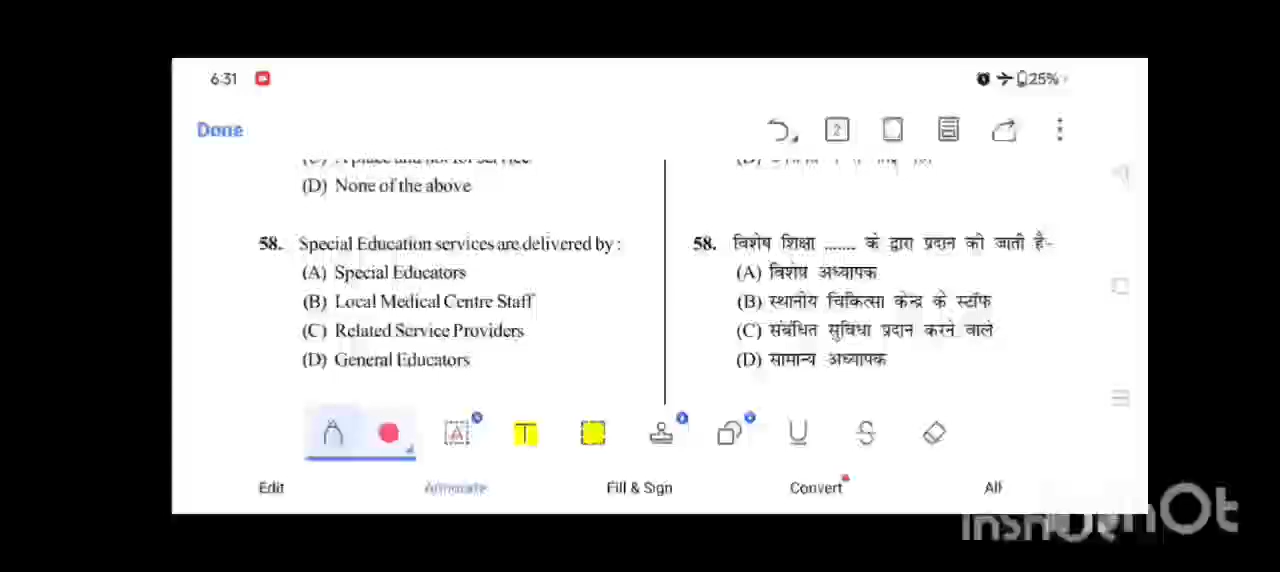 6:31
25%
Done
2
(D) None of the above
58. Special Education services are delivered by :
(A) Special Educators
(B) Local Medical Centre Staff
(C) Related Service Providers
(D) General Educators
58. विशेष शिक्षा ....... के द्वारा प्रदान की जाती है-
(A) विशेष अध्यापक
(B) स्थानीय चिकित्सा केन्द्र के स्टॉफ
(C) संबंधित सुविधा प्रदान करने वाले
(D) सामान्य अध्यापक
A T U S
Edit Annotate Fill & Sign Convert All